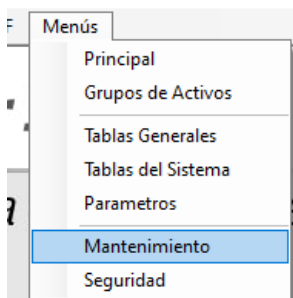 F Menús
Principal
Grupos de Activos
Tablas Generales
Tablas del Sistema
Parametros
Mantenimiento
Seguridad